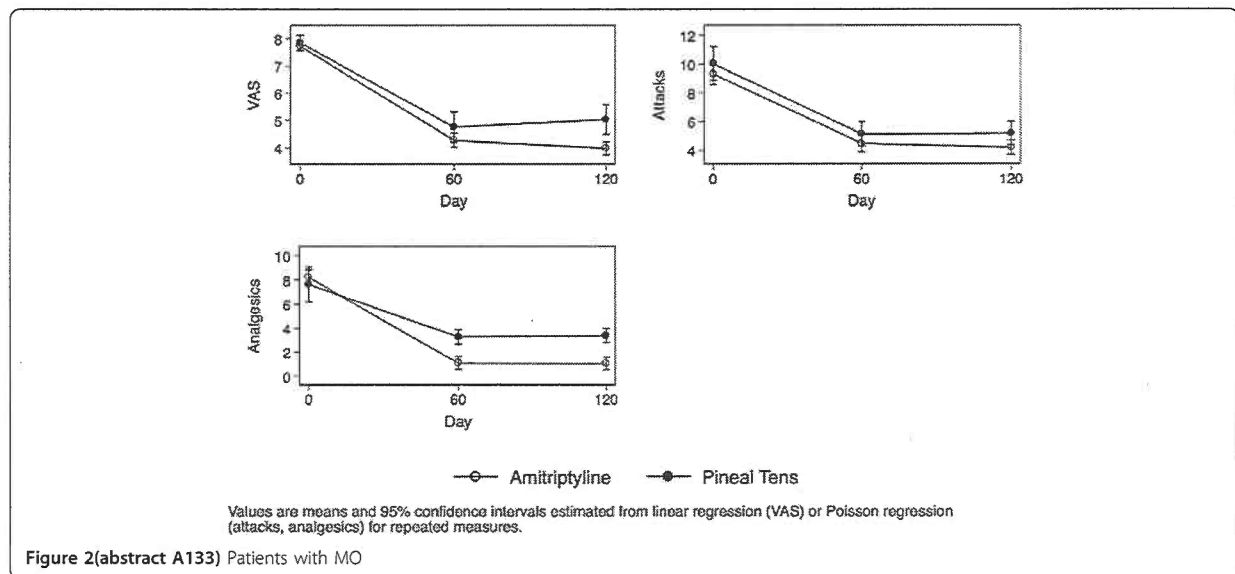 8
7
6
5
4
VAS
0
60
120
Day
12
10
8
6
4
Attacks
0
60
120
Day
10
8
6
4
2
0
Analgesics
0
60
120
Day
Amitriptyline
Pineal Tens
Values are means and 95% confidence intervals estimated from linear regression (VAS) or Poisson regression
(attacks, analgesics) for repeated measures.
Figure 2(abstract A133) Patients with MO